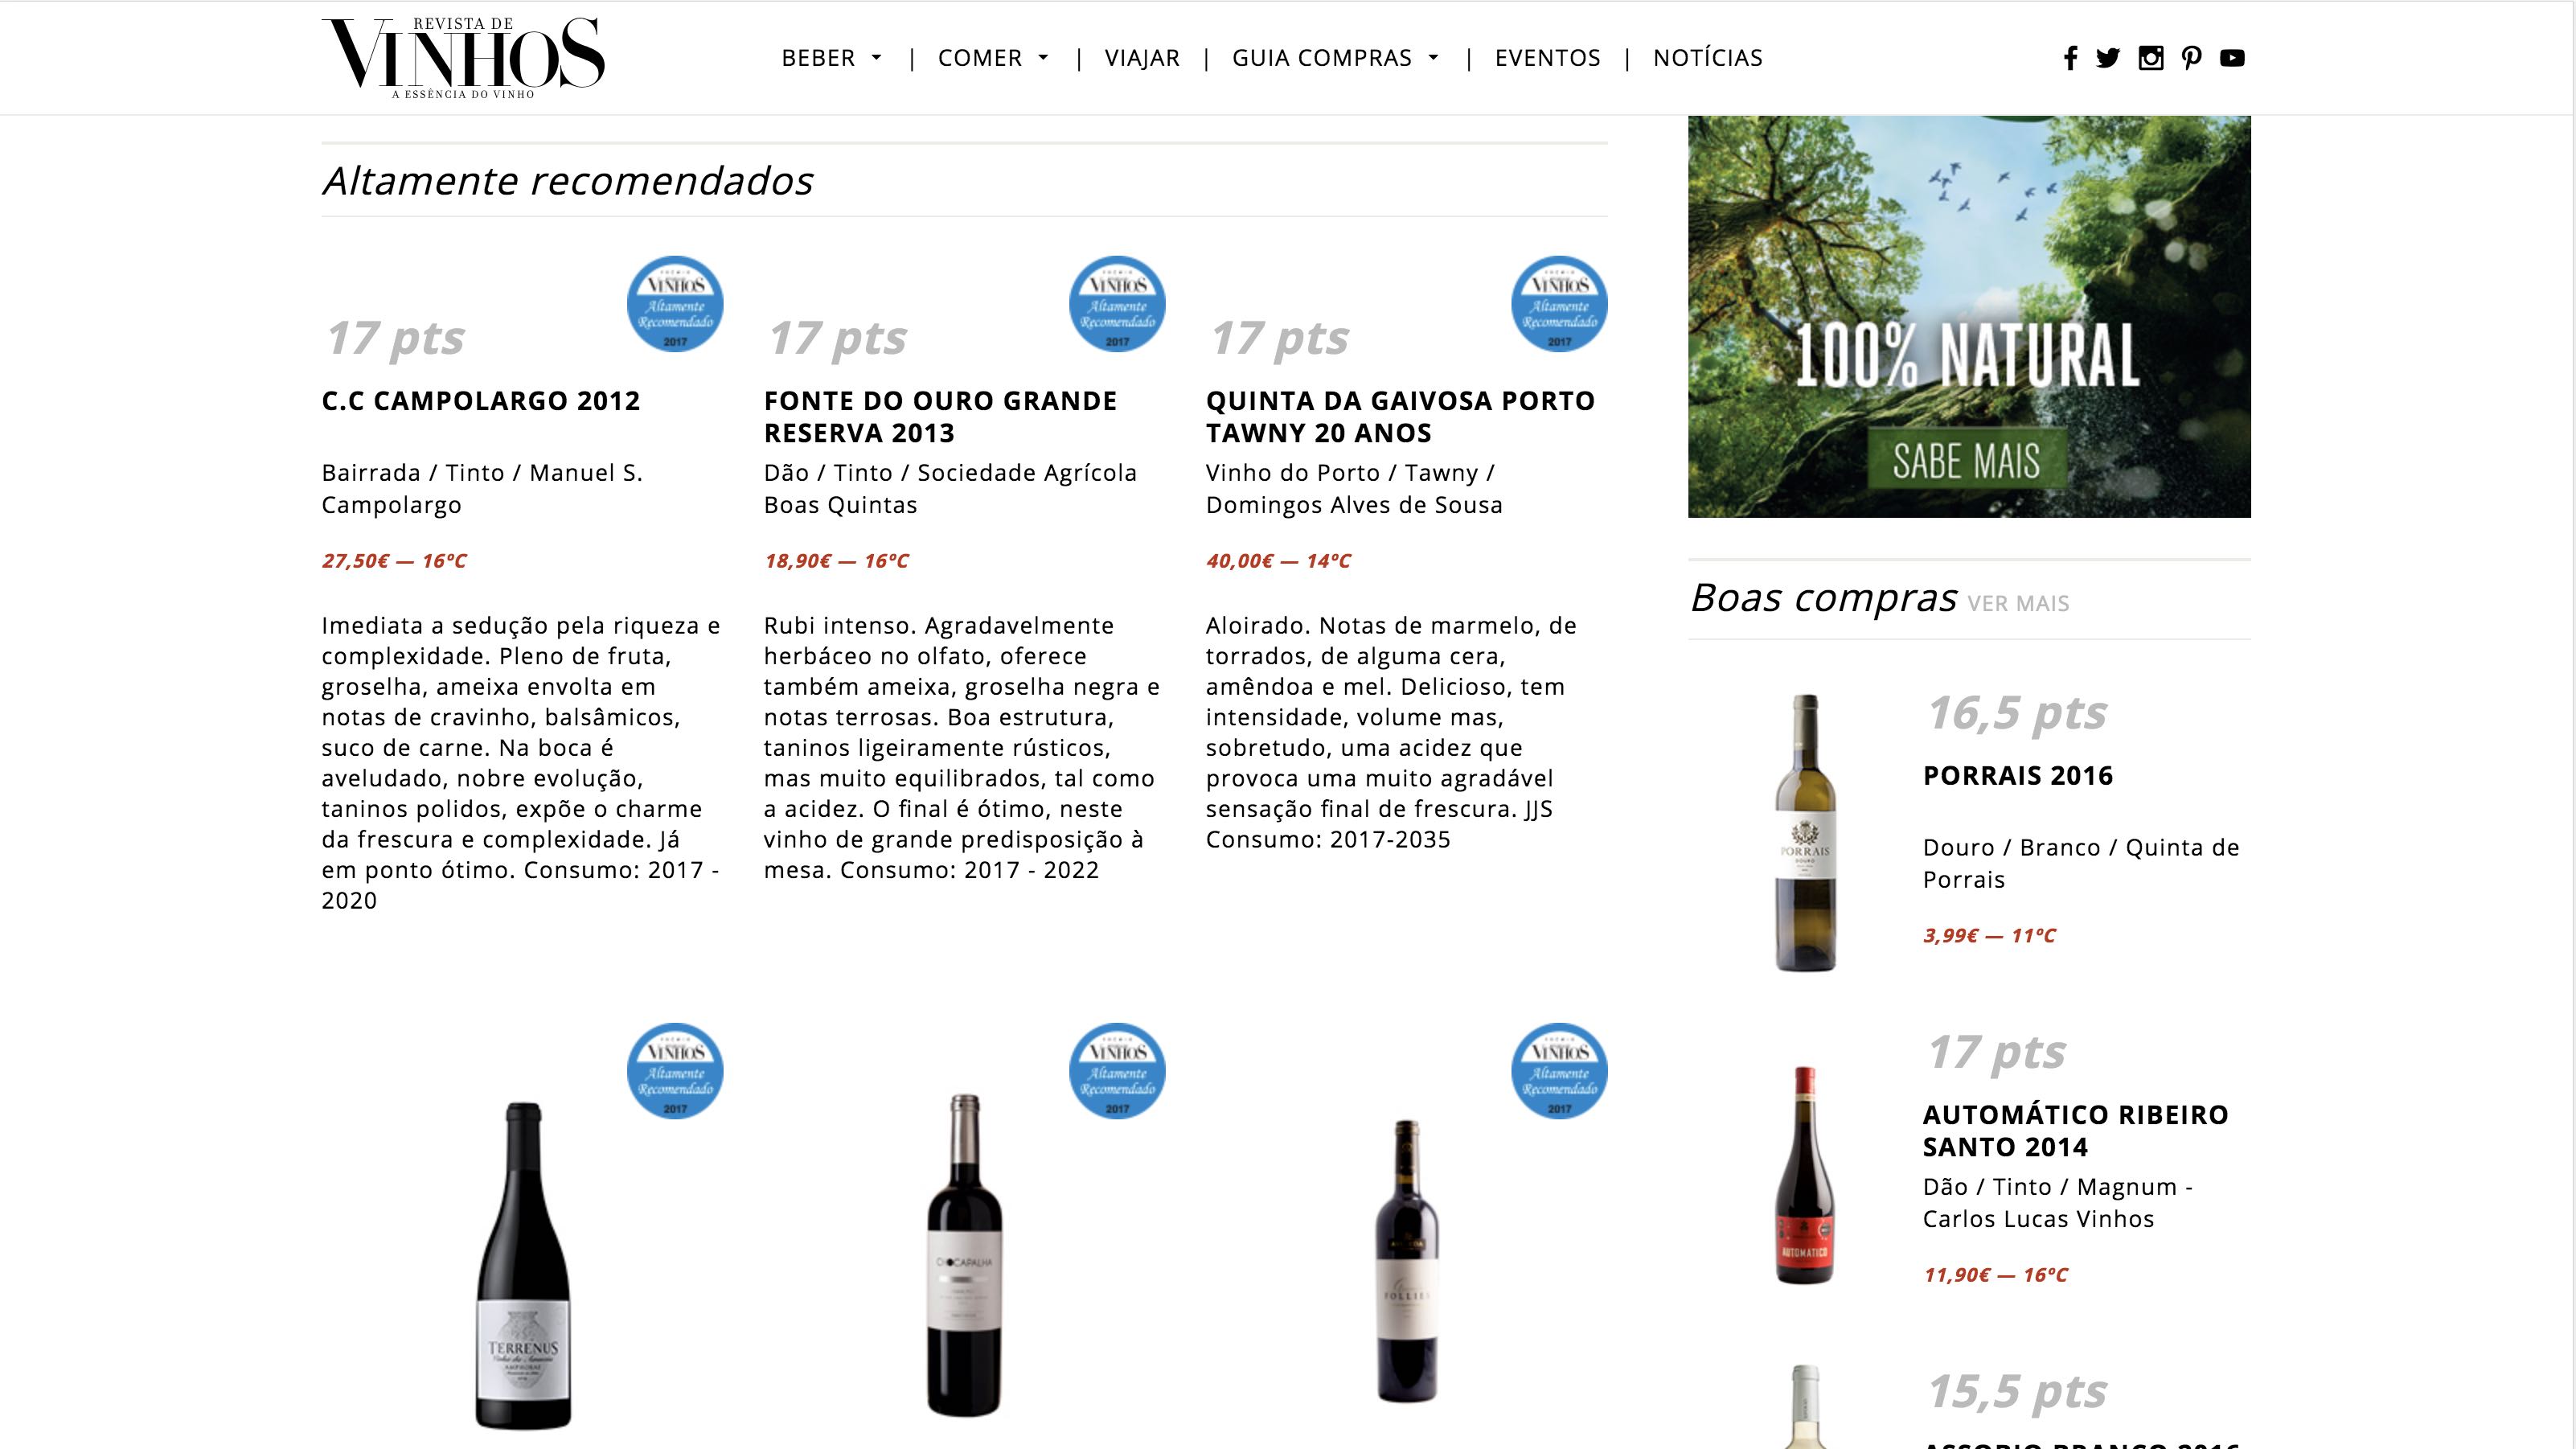 REVISTA DE
VINHOS
A ESSÊNCIA DO VINHO
BEBER | COMER | VIAJAR | GUIA COMPRAS | EVENTOS | NOTÍCIAS
Altamente recomendados
VINHOS
Altamente
Recomendado
2017
17 pts
C.C CAMPOLARGO 2012
Bairrada / Tinto / Manuel S.
Campolargo
27,50€ — 16ºC
Imediata a sedução pela riqueza e
complexidade. Pleno de fruta,
groselha, ameixa envolta em
notas de cravinho, balsâmicos,
suco de carne. Na boca é
aveludado, nobre evolução,
taninos polidos, expõe o charme
da frescura e complexidade. Já
em ponto ótimo. Consumo: 2017 -
2020
VINHOS
Altamente
Recomendado
2017
17 pts
FONTE DO OURO GRANDE
RESERVA 2013
Dão / Tinto / Sociedade Agrícola
Boas Quintas
18,90€ — 16ºC
Rubi intenso. Agradavelmente
herbáceo no olfato, oferece
também ameixa, groselha negra e
notas terrosas. Boa estrutura,
taninos ligeiramente rústicos,
mas muito equilibrados, tal como
a acidez. O final é ótimo, neste
vinho de grande predisposição à
mesa. Consumo: 2017 - 2022
VINHOS
Altamente
Recomendado
2017
17 pts
QUINTA DA GAIVOSA PORTO
TAWNY 20 ANOS
Vinho do Porto / Tawny /
Domingos Alves de Sousa
40,00€ — 14ºC
Aloirado. Notas de marmelo, de
torrados, de alguma cera,
amêndoa e mel. Delicioso, tem
intensidade, volume mas,
sobretudo, uma acidez que
provoca uma muito agradável
sensação final de frescura. JJS
Consumo: 2017-2035
VINHOS
Altamente
Recomendado
2017
TERRENUS
VINHOS
Altamente
Recomendado
2017
CHOCAPALHA
VINHOS
Altamente
Recomendado
2017
FOLLIES
100% NATURAL
SABE MAIS
Boas compras VER MAIS
PORRAIS
DOURO
16,5 pts
PORRAIS 2016
Douro / Branco / Quinta de
Porrais
3,99€ — 11ºC
AUTOMATICO
17 pts
AUTOMÁTICO RIBEIRO
SANTO 2014
Dão / Tinto / Magnum -
Carlos Lucas Vinhos
11,90€ — 16ºC
15,5 pts
ASSOBIO BRANCO 2016